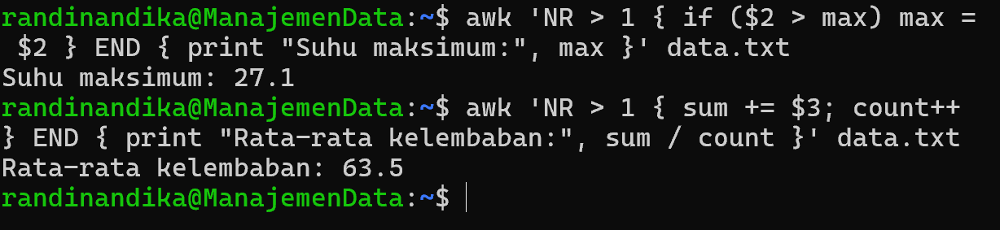 randinandika@ManajemenData:~$ awk 'NR > 1 { if ($2 > max) max =
 $2 } END { print "Suhu maksimum:", max }' data.txt
Suhu maksimum: 27.1
randinandika@ManajemenData:~$ awk 'NR > 1 { sum += $3; count++
} END { print "Rata-rata kelembaban:", sum / count }' data.txt
Rata-rata kelembaban: 63.5
randinandika@ManajemenData:~$